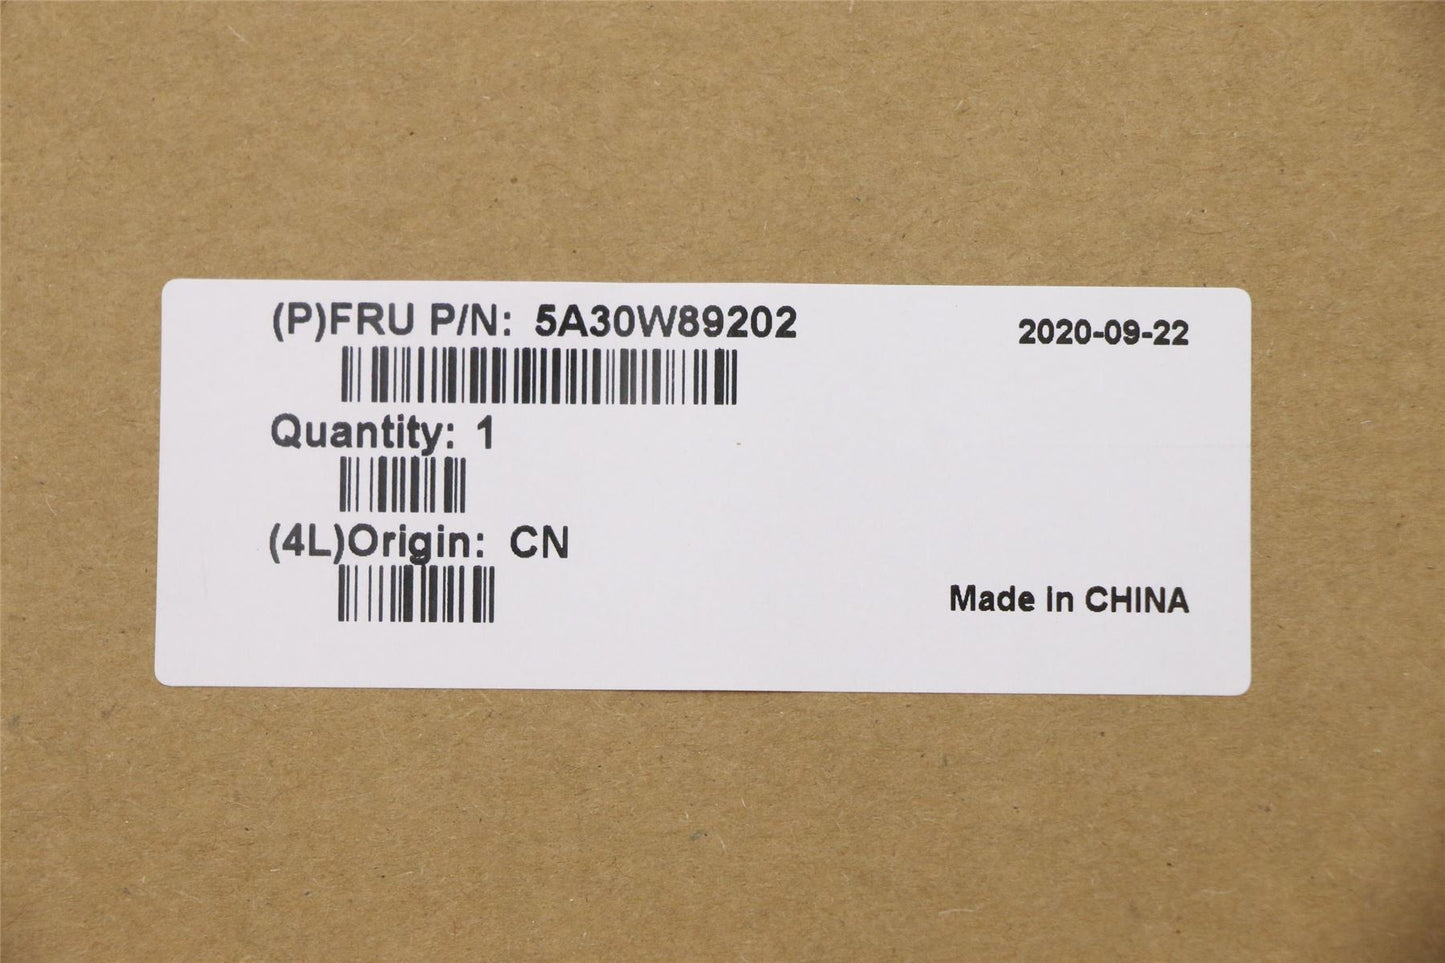 (P)FRU P/N: 5A30W89202
2020-09-22
Quantity: 1
(4L)Origin: CN
Made in CHINA